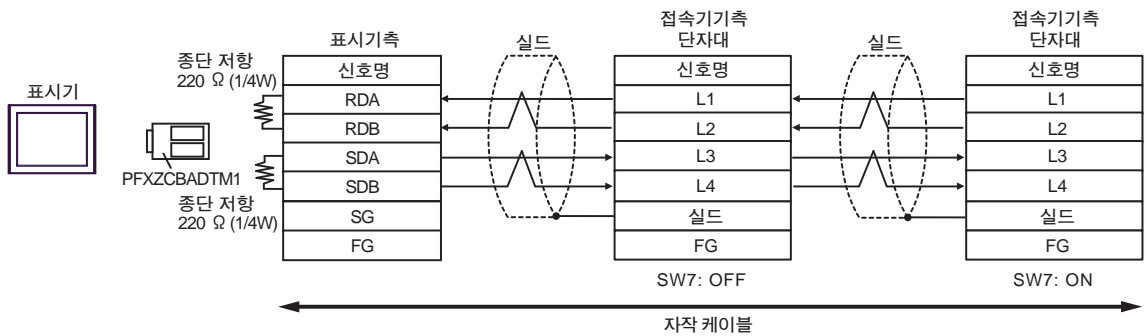 표시기
종단 저항
220 Ω (1/4W)
PFXZCBADTM1
종단 저항
220 Ω (1/4W)
표시기측
신호명
RDA
RDB
SDA
SDB
SG
FG
실드
접속기기측
단자대
신호명
L1
L2
L3
L4
실드
FG
SW7: OFF
실드
접속기기측
단자대
신호명
L1
L2
L3
L4
실드
FG
SW7: ON
자작 케이블